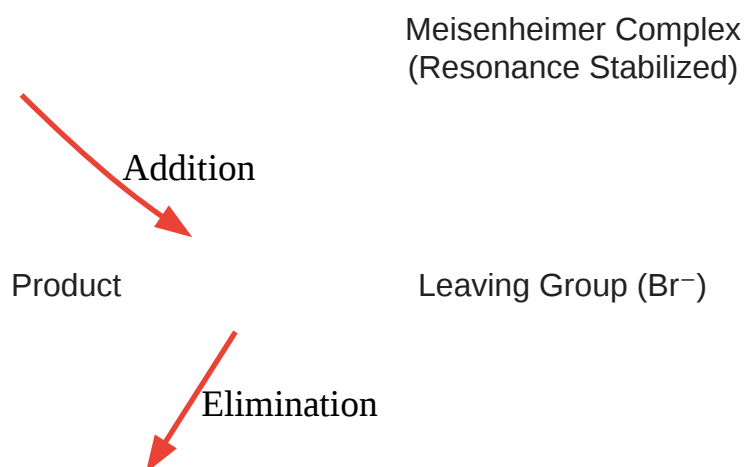 Meisenheimer Complex
(Resonance Stabilized)
Addition
Product
Leaving Group (Br⁻)
Elimination